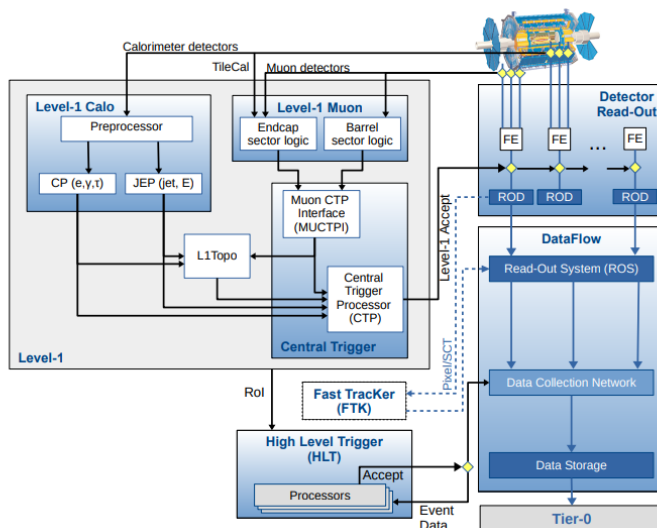 Calorimeter detectors
TileCal
Muon detectors
Level-1 Calo
Preprocessor
CP (e,γ,τ)
JEP (jet, E)
Level-1 Muon
Endcap
sector logic
Barrel
sector logic
Detector
Read-Out
FE
FE
...
FE
ROD
ROD
ROD
Muon CTP
Interface
(MUCTPI)
L1Topo
Central
Trigger
Processor
(CTP)
Central Trigger
Level-1
Level-1 Accept
DataFlow
Read-Out System (ROS)
Pixel/SCT
Data Collection Network
RoI
Fast TracKer
(FTK)
High Level Trigger
(HLT)
Accept
Processors
Event
Data
Data Storage
Tier-0